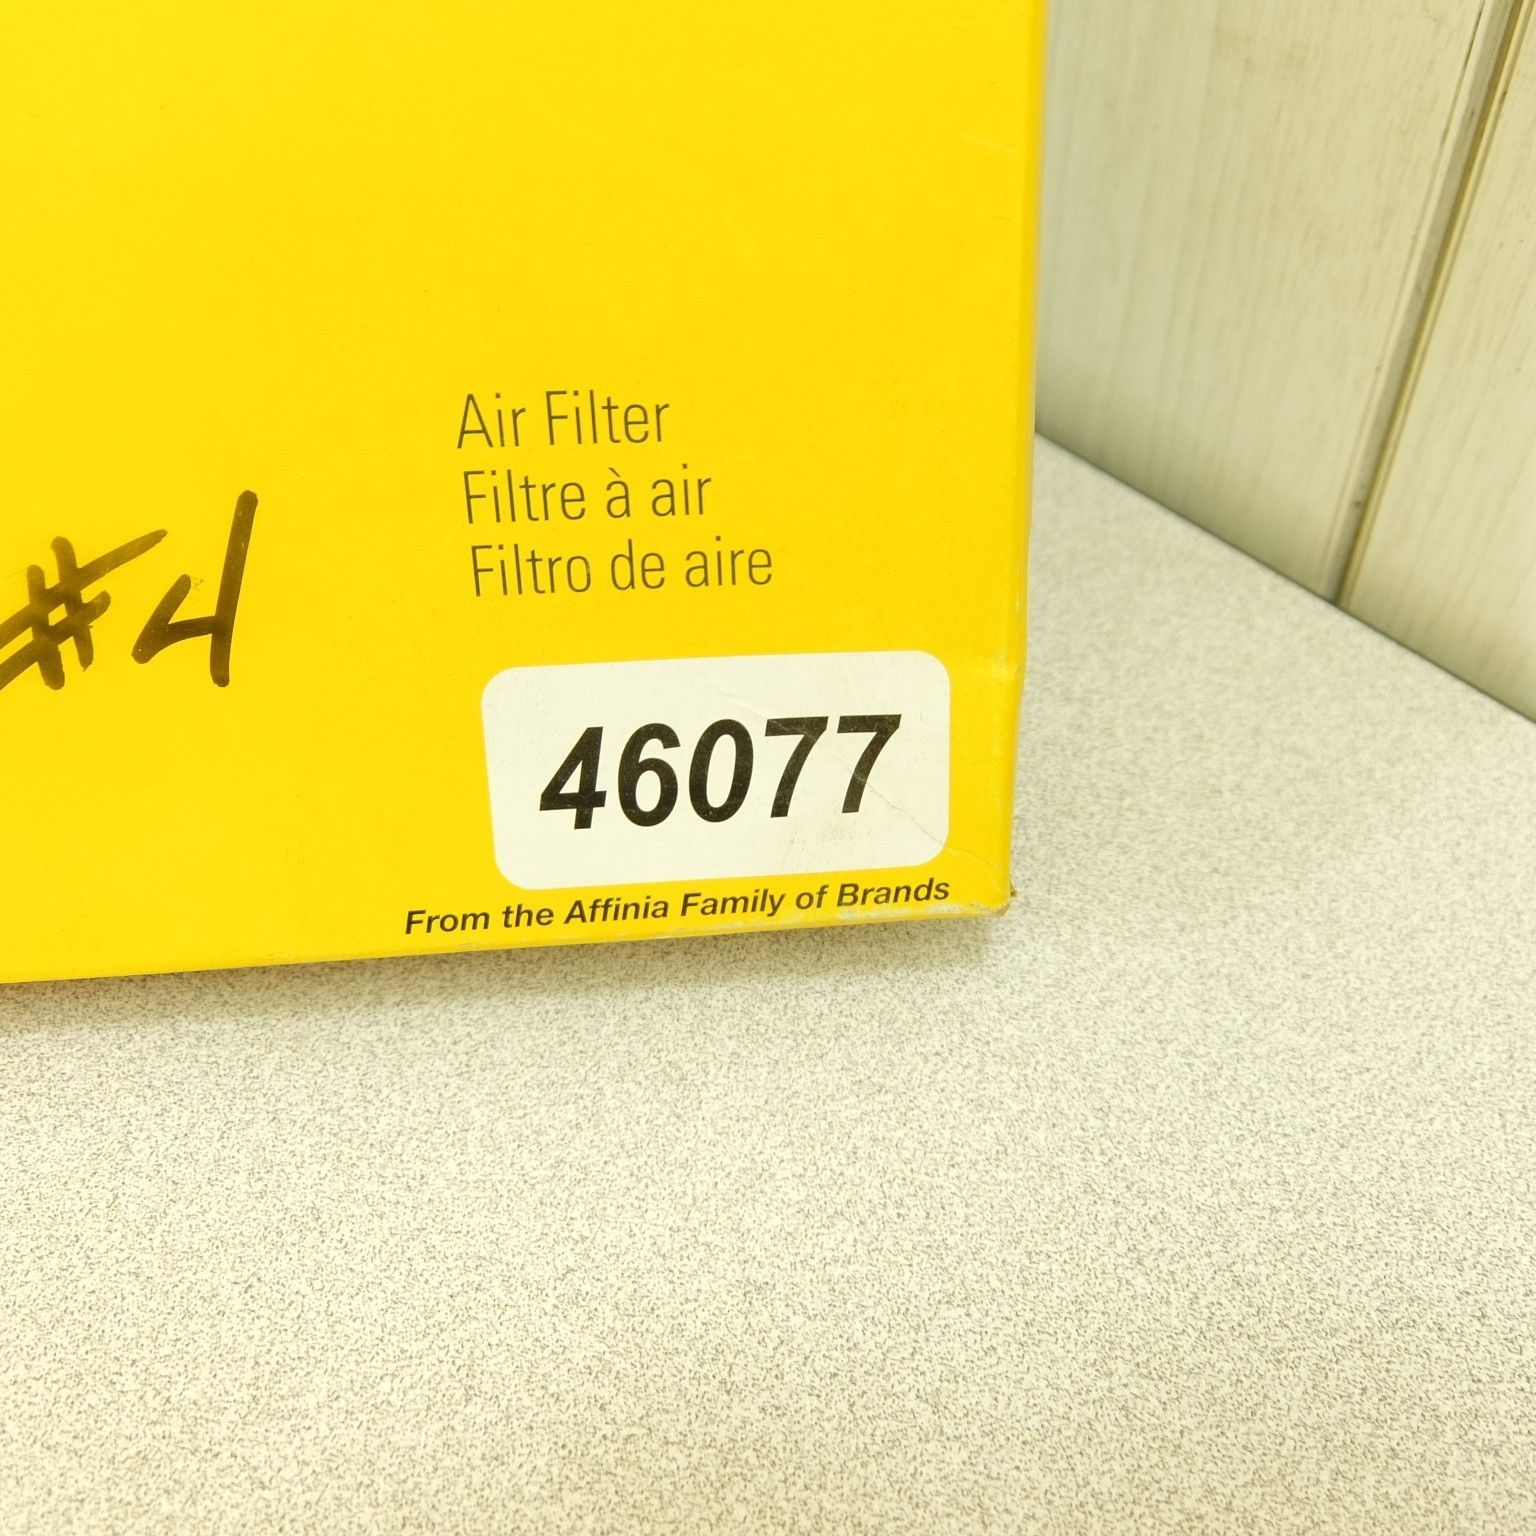 Air Filter
Filtre à air
Filtro de aire
#4
46077
From the Affinia Family of Brands